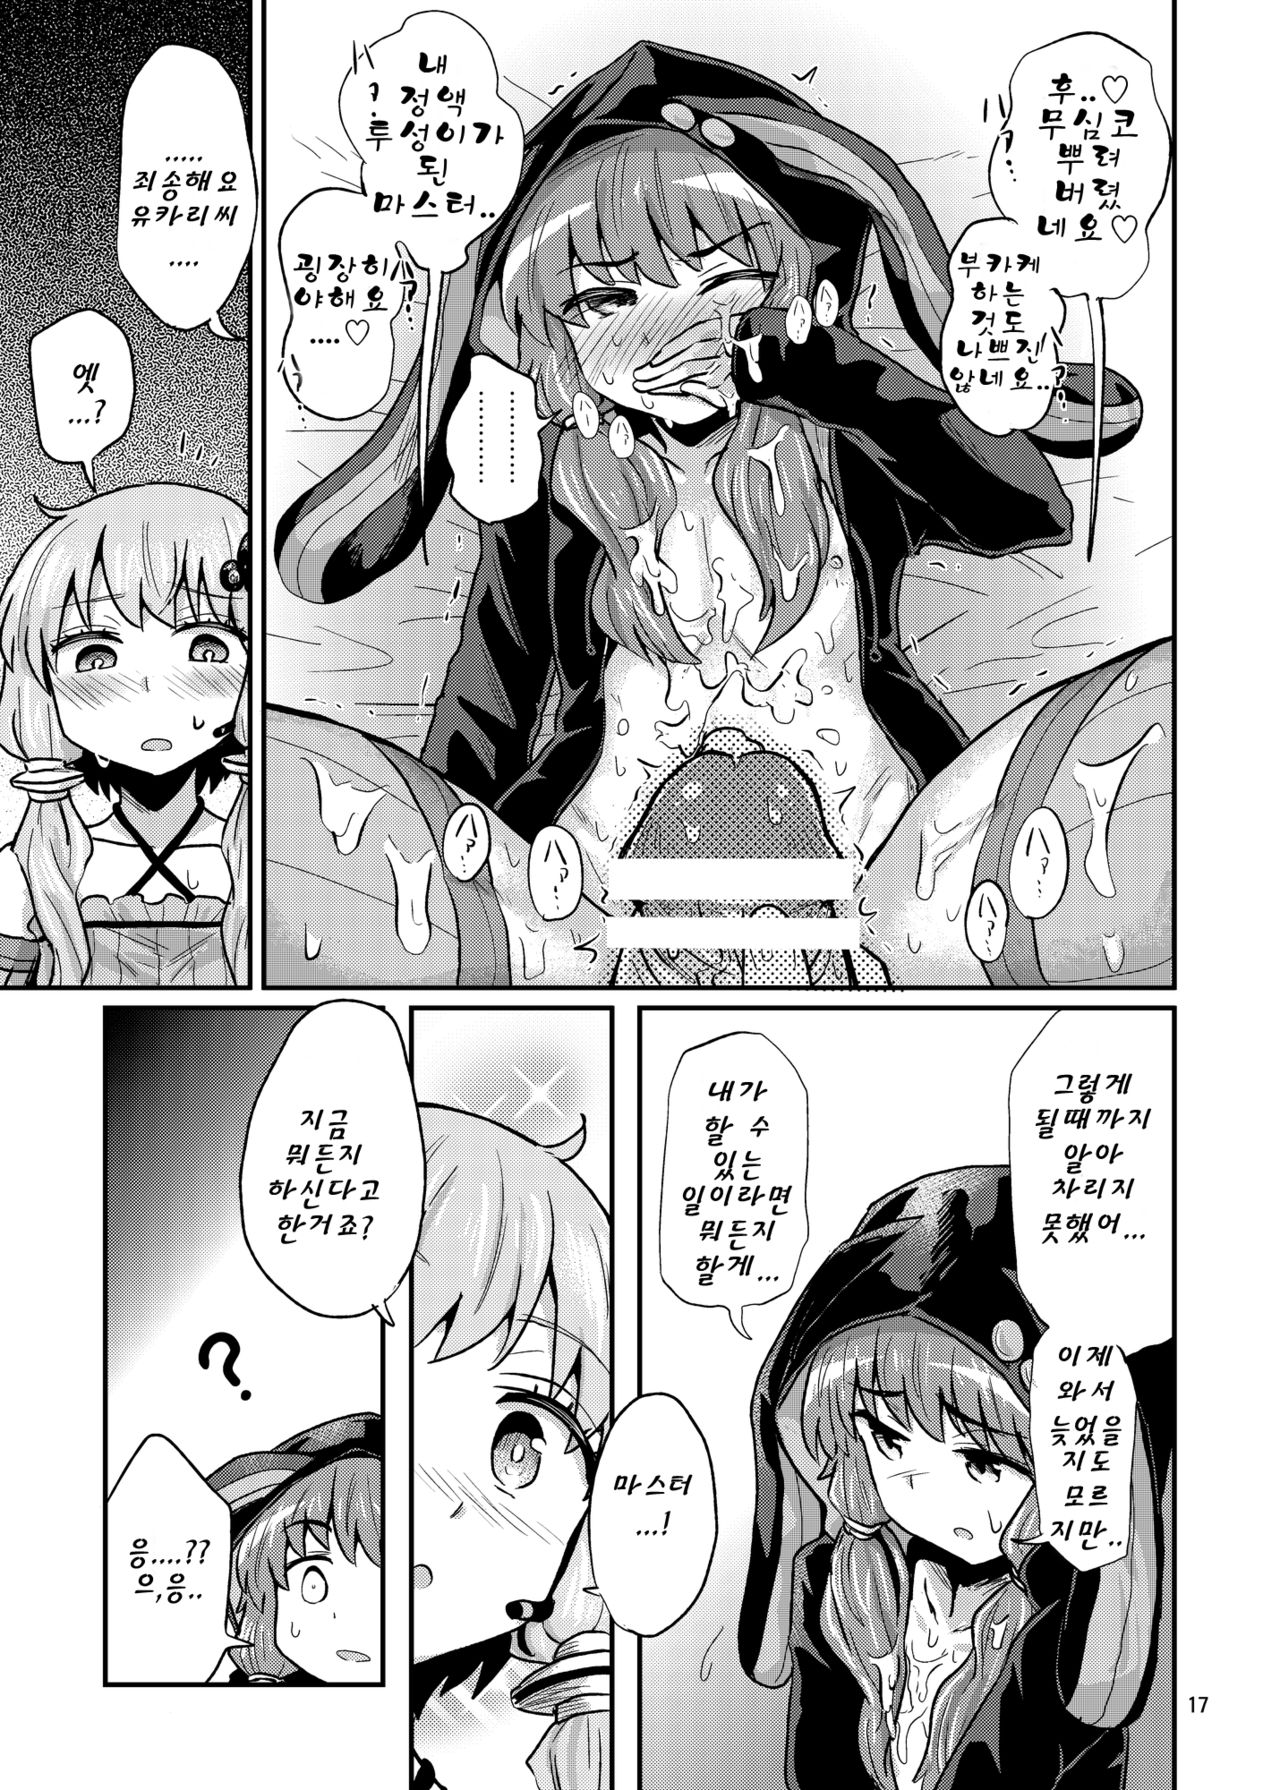 후..♡
무심코
뿌려
버렸
네요♡
부카케
하는
것도
나쁘진
않네요..
내
정액
투성이가
된
마스터..
굉장히
야해요
....♡
.........
.........
.....
죄송해요
유카리씨
....
엣
...?
그렇게
될때까지
알아
차리지
못했어...
이제
와서
늦었을
지도
모르
지만..
내가
할 수
있는
일이라면
뭐든지
할게...
마스터
...!
지금
뭐든지
하신다고
한거죠?
?
응....??
으,응..
17